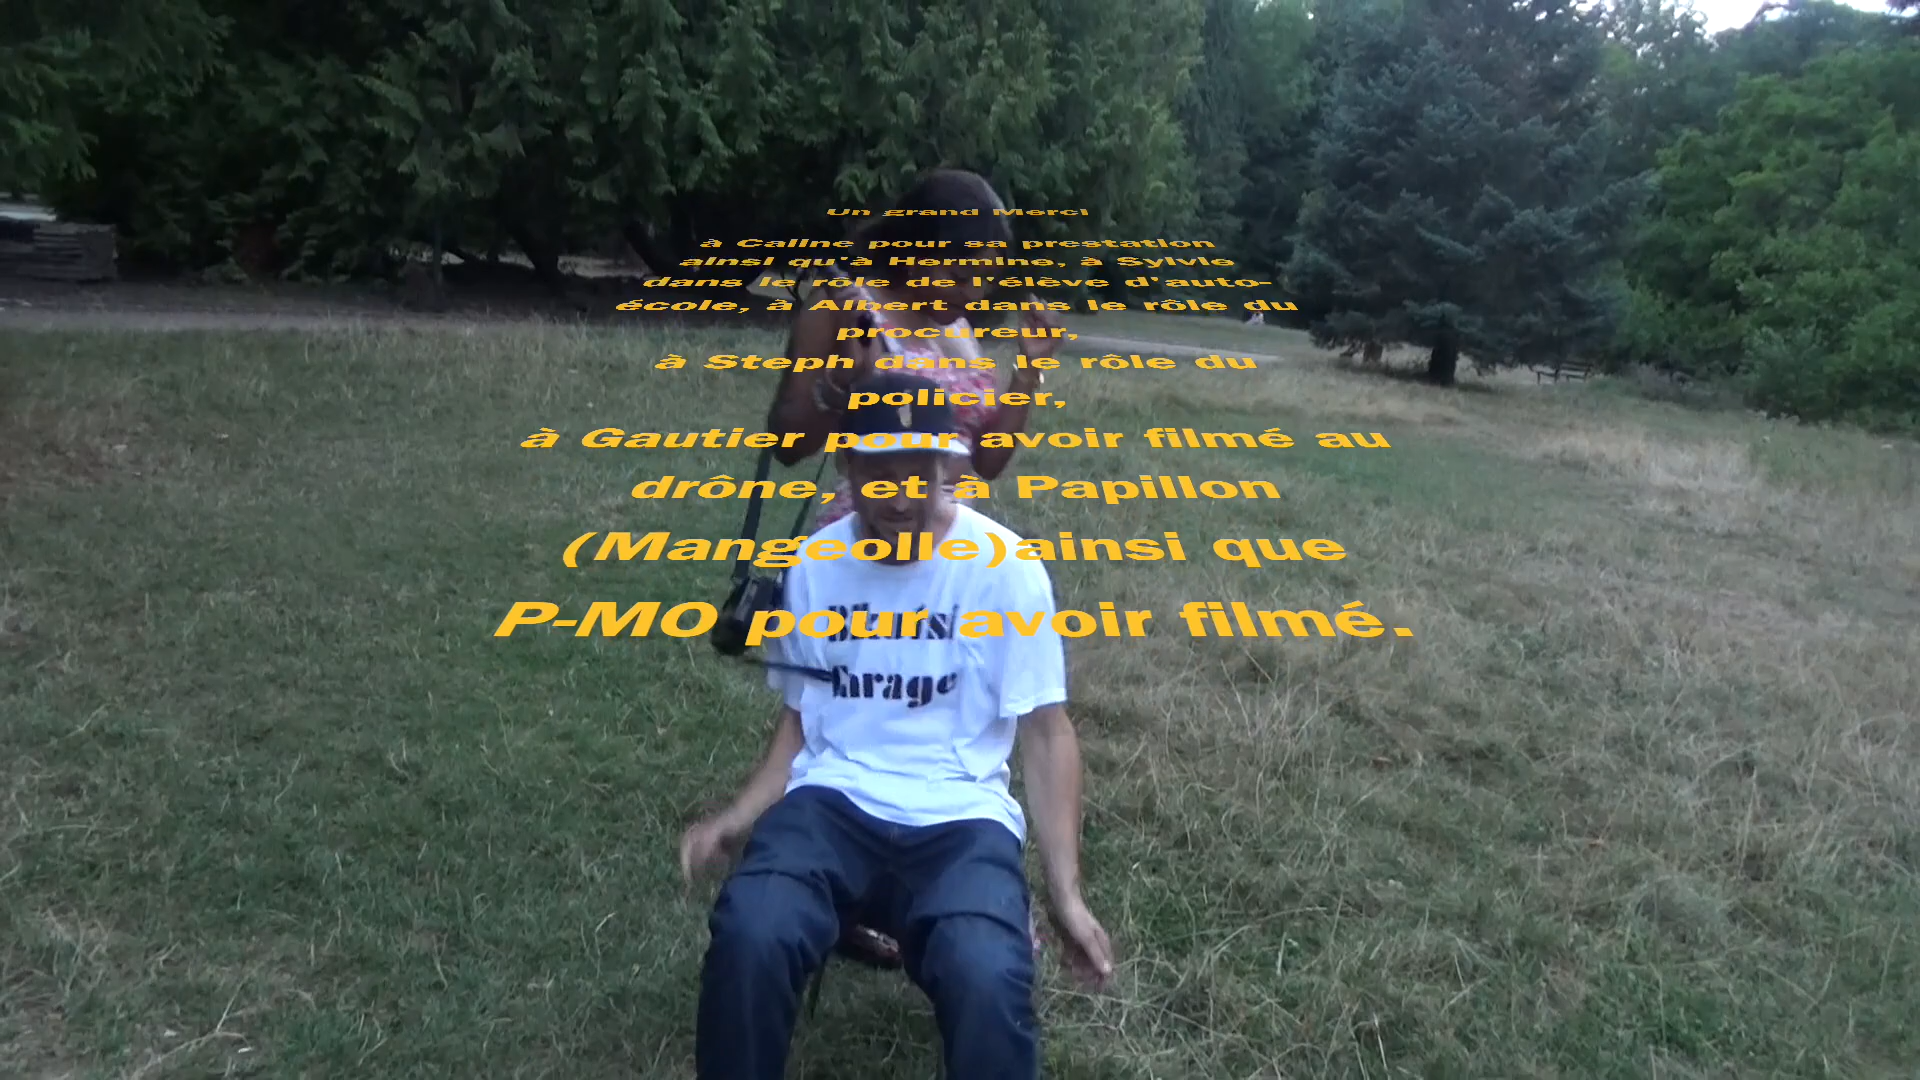 Un grand Merci
à Caline pour sa prestation
ainsi qu'à Hermine, à Sylvie
dans le rôle de l'élève d'auto-
école, à Albert dans le rôle du
procureur,
à Steph dans le rôle du
policier,
à Gautier pour avoir filmé au
drône, et à Papillon
(Mangeolle)ainsi que
P-MO pour avoir filmé.
Garage